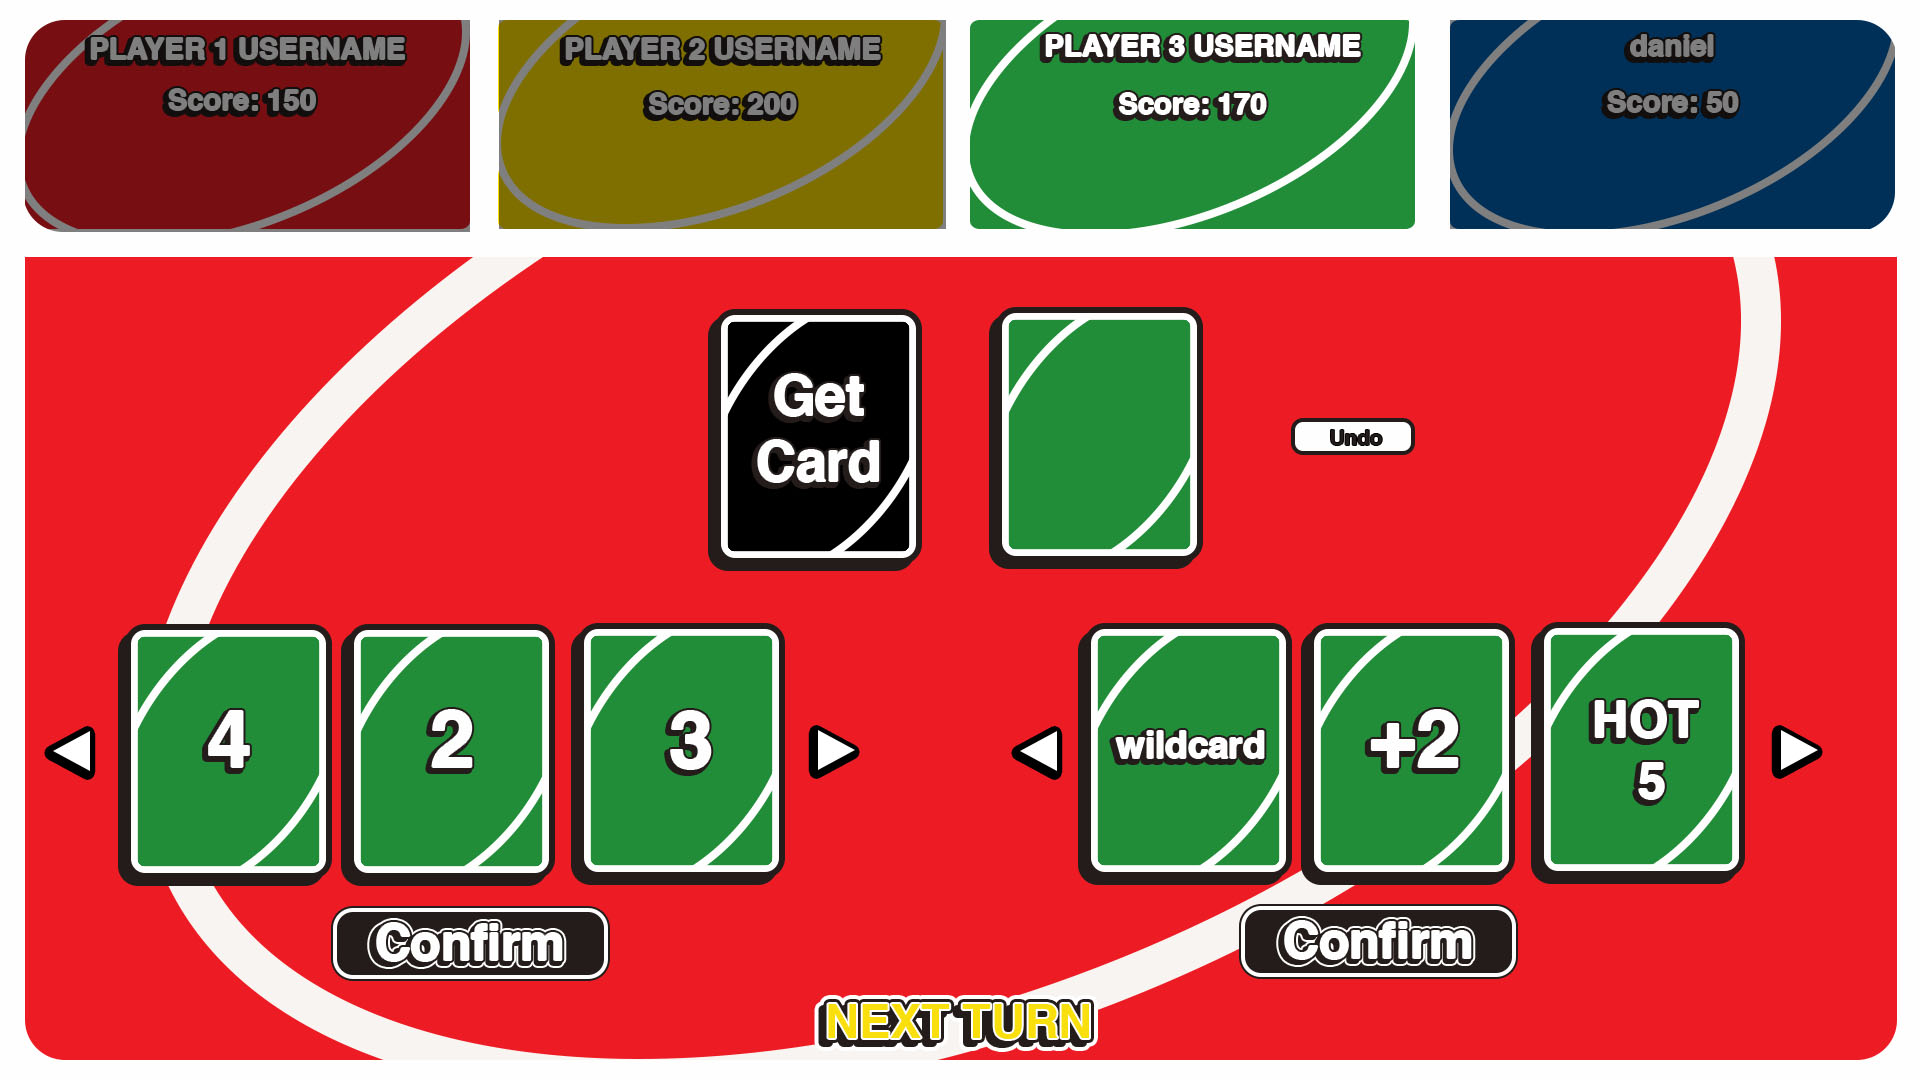 PLAYER 1 USERNAME
Score: 150
PLAYER 2 USERNAME
Score: 200
PLAYER 3 USERNAME
Score: 170
daniel
Score: 50
Get
Card
Undo
4
2
3
wildcard
+2
HOT
5
Confirm
Confirm
NEXT TURN